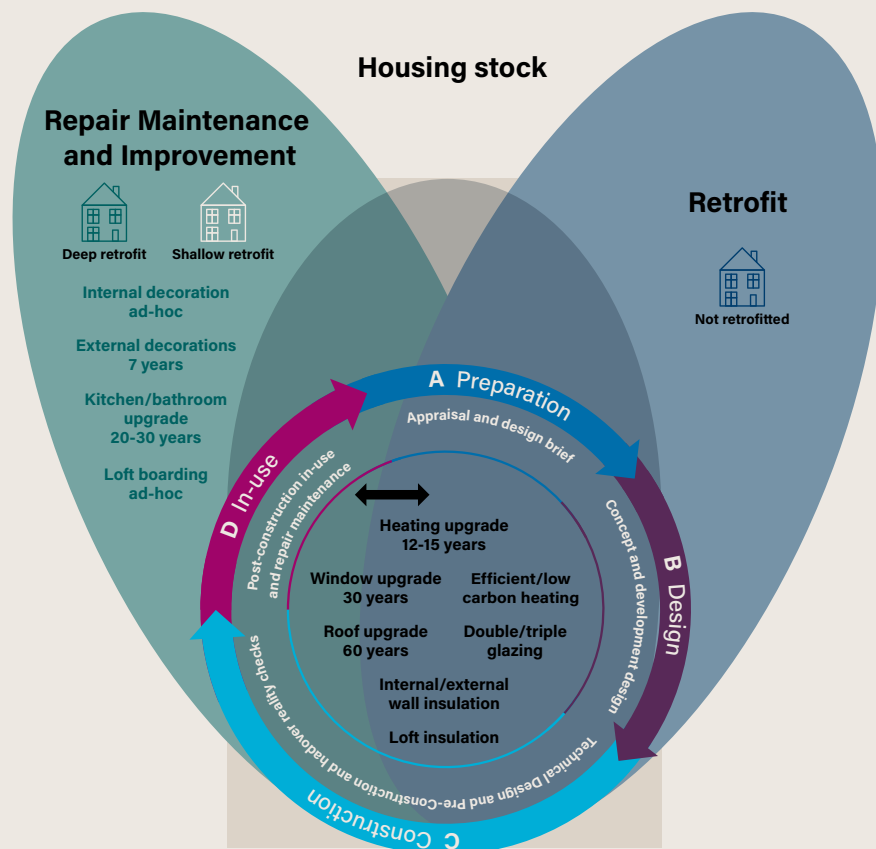 Housing stock
Repair Maintenance
and Improvement
Deep retrofit
Shallow retrofit
Internal decoration
ad-hoc
External decorations
7 years
Kitchen/bathroom
upgrade
20-30 years
Loft boarding
ad-hoc
Retrofit
Not retrofitted
A Preparation
Appraisal and design brief
B Design
Concept and development design
C Construction
Technical Design and Pre-Construction and hadover reality checks
D In-use
Post-construction in-use
and repair maintenance
Heating upgrade
12-15 years
Window upgrade
30 years
Efficient/low
carbon heating
Roof upgrade
60 years
Double/triple
glazing
Internal/external
wall insulation
Loft insulation